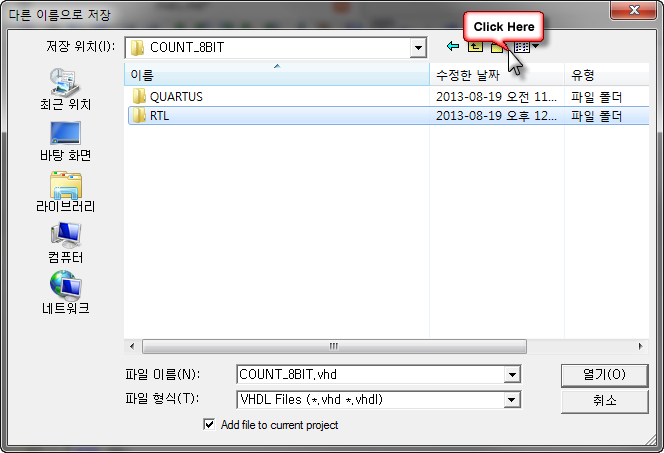 다른 이름으로 저장
Click Here
저장 위치(I):
COUNT_8BIT
이름
수정한 날짜
유형
QUARTUS
2013-08-19 오전 11...
파일 폴더
RTL
2013-08-19 오후 12...
파일 폴더
최근 위치
바탕 화면
라이브러리
컴퓨터
네트워크
파일 이름(N):
COUNT_8BIT.vhd
열기(O)
파일 형식(T):
VHDL Files (*.vhd *.vhdl)
취소
Add file to current project